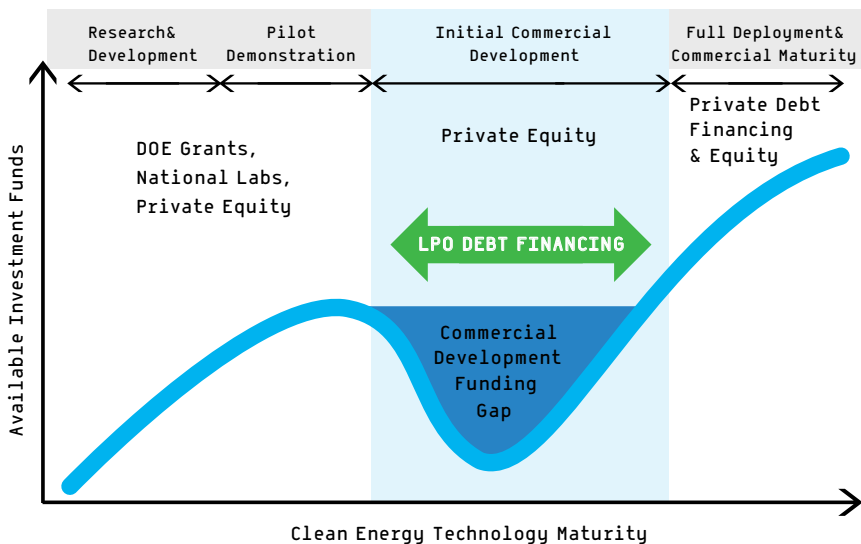 Research&
Development
Pilot
Demonstration
Initial Commercial
Development
Full Deployment&
Commercial Maturity
Available Investment Funds
DOE Grants,
National Labs,
Private Equity
Private Equity
Private Debt
Financing
& Equity
LPO DEBT FINANCING
Commercial
Development
Funding
Gap
Clean Energy Technology Maturity